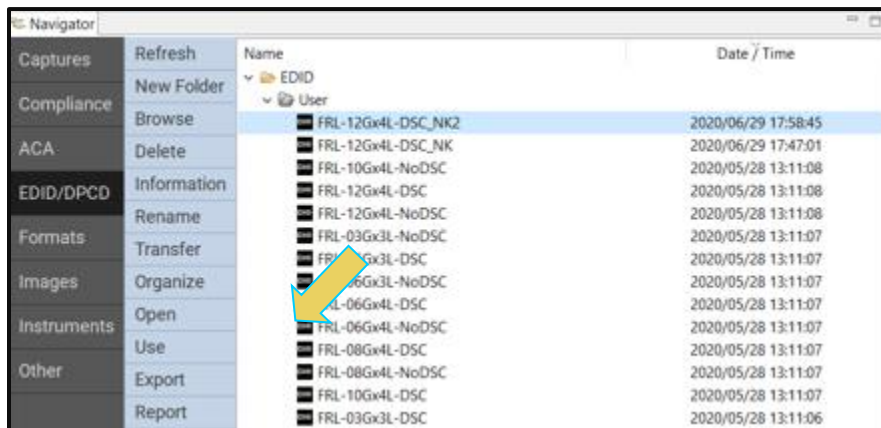 Navigator
Captures
Compliance
ACA
EDID/DPCD
Formats
Images
Instruments
Other
Refresh
New Folder
Browse
Delete
Information
Rename
Transfer
Organize
Open
Use
Export
Report
Name Date / Time
EDID
User
FRL-12Gx4L-DSC_NK2 2020/06/29 17:58:45
FRL-12Gx4L-DSC_NK 2020/06/29 17:47:01
FRL-10Gx4L-NoDSC 2020/05/28 13:11:08
FRL-12Gx4L-DSC 2020/05/28 13:11:08
FRL-12Gx4L-NoDSC 2020/05/28 13:11:08
FRL-03Gx3L-NoDSC 2020/05/28 13:11:07
2020/05/28 13:11:07
2020/05/28 13:11:07
2020/05/28 13:11:07
FRL-06Gx4L-NoDSC 2020/05/28 13:11:07
FRL-08Gx4L-DSC 2020/05/28 13:11:07
FRL-08Gx4L-NoDSC 2020/05/28 13:11:07
FRL-10Gx4L-DSC 2020/05/28 13:11:07
FRL-03Gx3L-DSC 2020/05/28 13:11:06